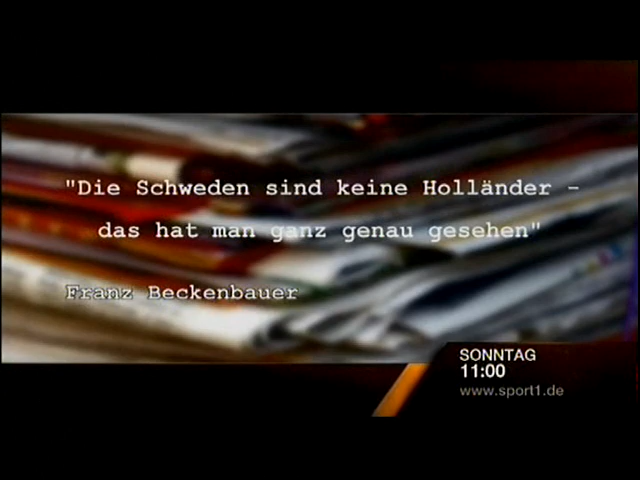 "Die Schweden sind keine Holländer –
das hat man ganz genau gesehen"
Franz Beckenbauer
SONNTAG
11:00
www.sport1.de